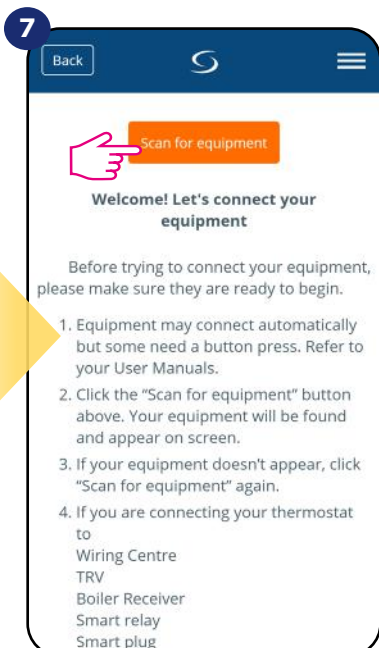 7
Back
Scan for equipment
Welcome! Let's connect your
equipment
Before trying to connect your equipment,
please make sure they are ready to begin.
1. Equipment may connect automatically
but some need a button press. Refer to
your User Manuals.
2. Click the “Scan for equipment” button
above. Your equipment will be found
and appear on screen.
3. If your equipment doesn't appear, click
“Scan for equipment” again.
4. If you are connecting your thermostat
to
Wiring Centre
TRV
Boiler Receiver
Smart relay
Smart plug